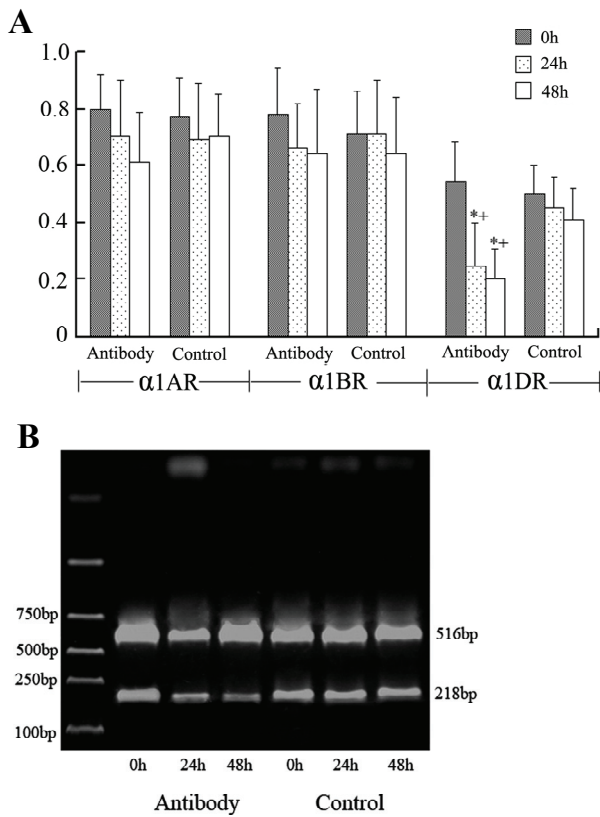 A
0h
24h
48h
1.0
0.8
0.6
0.4
0.2
0
*+
*+
Antibody Control Antibody Control Antibody Control
α1AR α1BR α1DR
B
750bp
500bp
250bp
100bp
516bp
218bp
0h 24h 48h 0h 24h 48h
Antibody Control